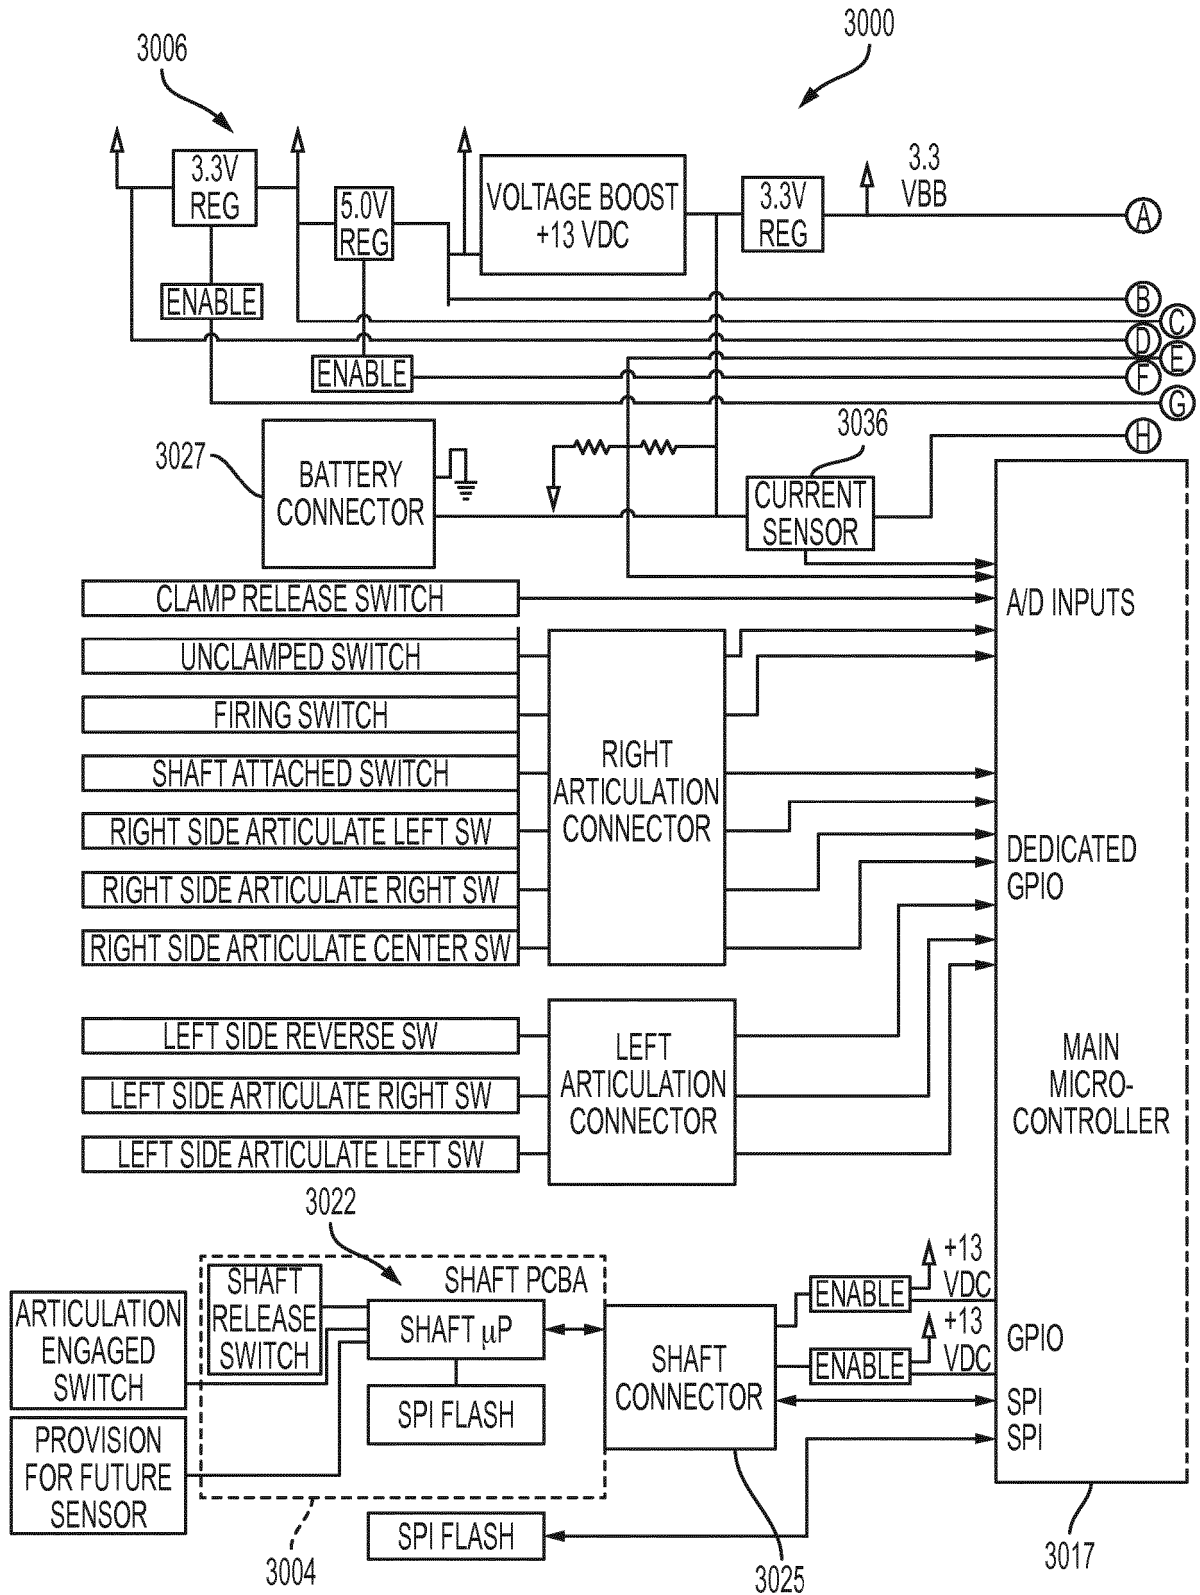 3006
3000
3.3V
REG
5.0V
REG
VOLTAGE BOOST
+13 VDC
3.3V
REG
3.3
VBB
A
ENABLE
B
C
D
E
ENABLE
F
G
3027
BATTERY
CONNECTOR
3036
CURRENT
SENSOR
H
CLAMP RELEASE SWITCH
A/D INPUTS
UNCLAMPED SWITCH
FIRING SWITCH
SHAFT ATTACHED SWITCH
RIGHT SIDE ARTICULATE LEFT SW
RIGHT SIDE ARTICULATE RIGHT SW
RIGHT SIDE ARTICULATE CENTER SW
RIGHT
ARTICULATION
CONNECTOR
DEDICATED
GPIO
LEFT SIDE REVERSE SW
LEFT SIDE ARTICULATE RIGHT SW
LEFT SIDE ARTICULATE LEFT SW
LEFT
ARTICULATION
CONNECTOR
MAIN
MICRO-
CONTROLLER
3022
SHAFT PCBA
SHAFT
RELEASE
SWITCH
ARTICULATION
ENGAGED
SWITCH
SHAFT µP
SPI FLASH
PROVISION
FOR FUTURE
SENSOR
SHAFT
CONNECTOR
ENABLE
+13
VDC
ENABLE
+13
VDC
GPIO
SPI
SPI
SPI FLASH
3004
3025
3017